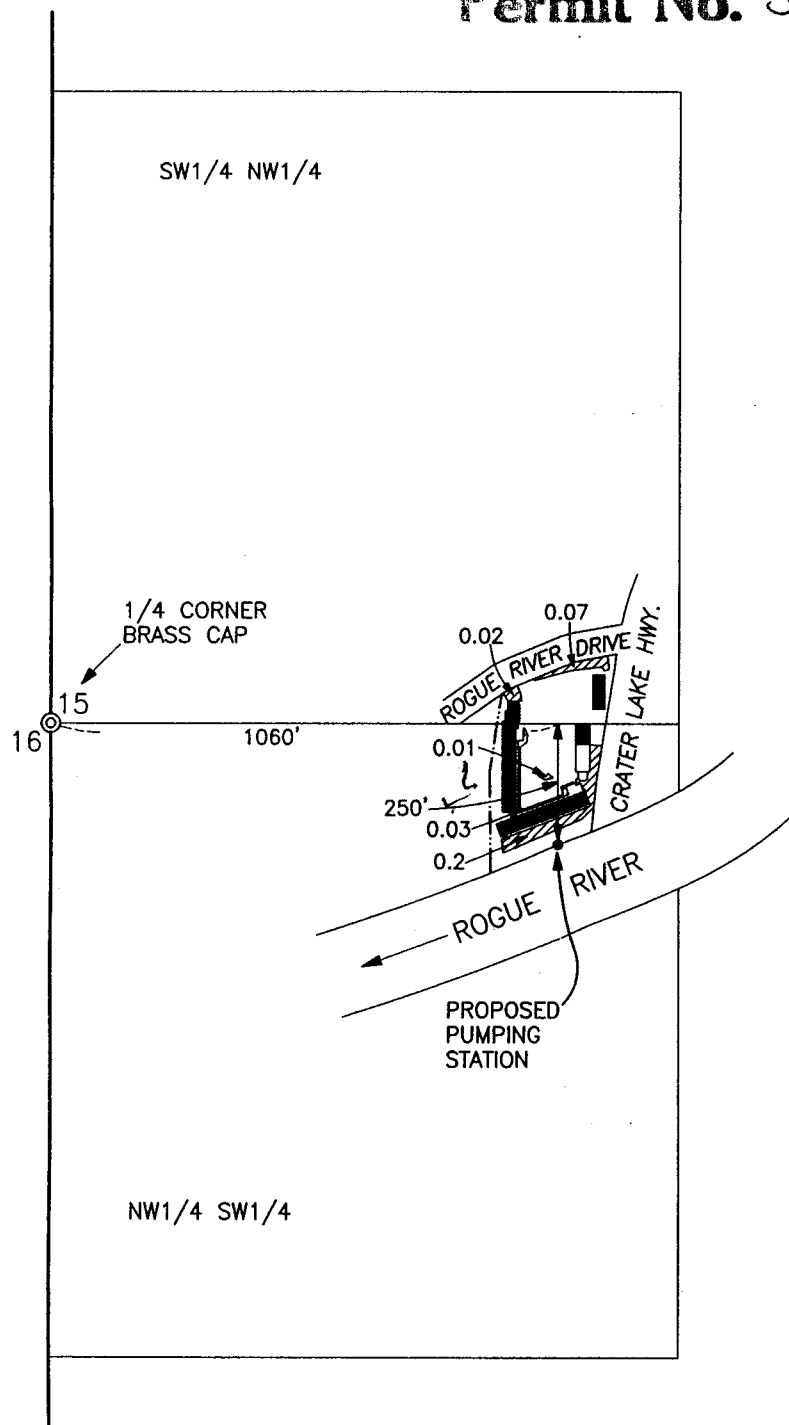 Permit No.
SW1/4 NW1/4
1/4 CORNER
BRASS CAP
15
16
1060'
0.02
0.07
ROGUE RIVER DRIVE
CRATER LAKE HWY.
0.01
250'
0.03
0.2
ROGUE RIVER
PROPOSED
PUMPING
STATION
NW1/4 SW1/4